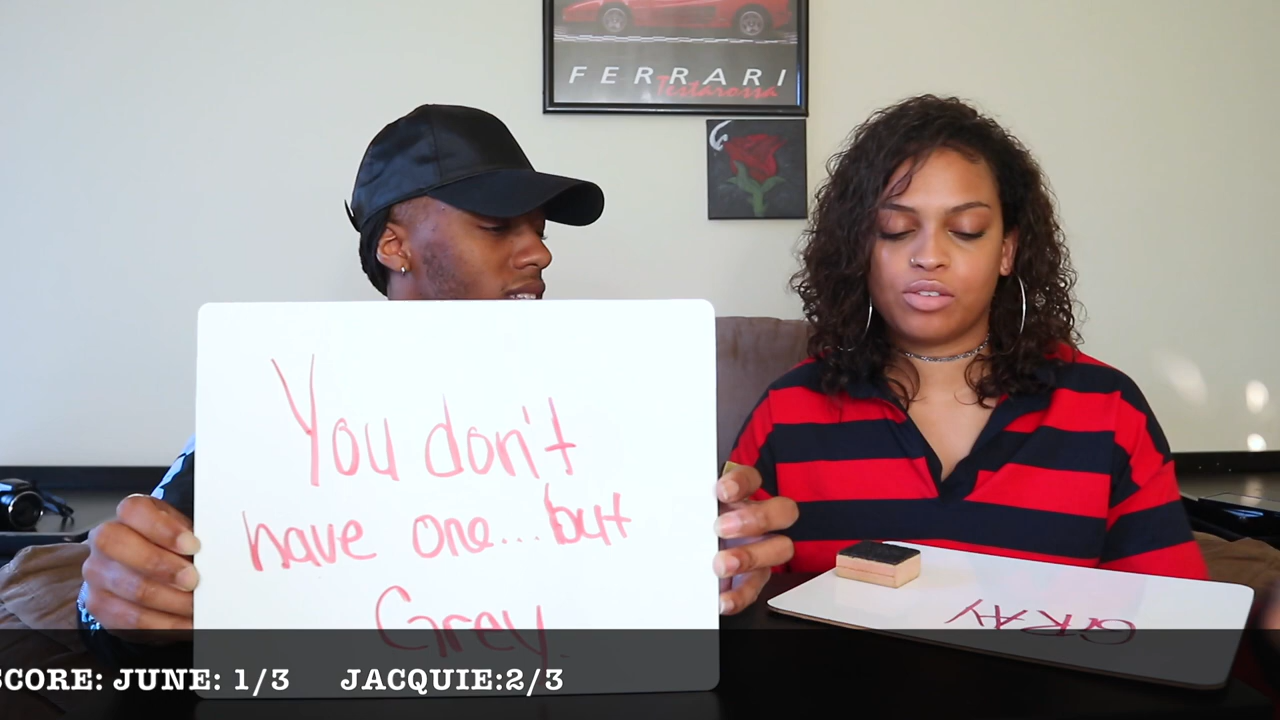 FERRARI
Testarossa
You don't
have one...but
Grey
GRAY
SCORE: JUNE: 1/3 JACQUIE:2/3